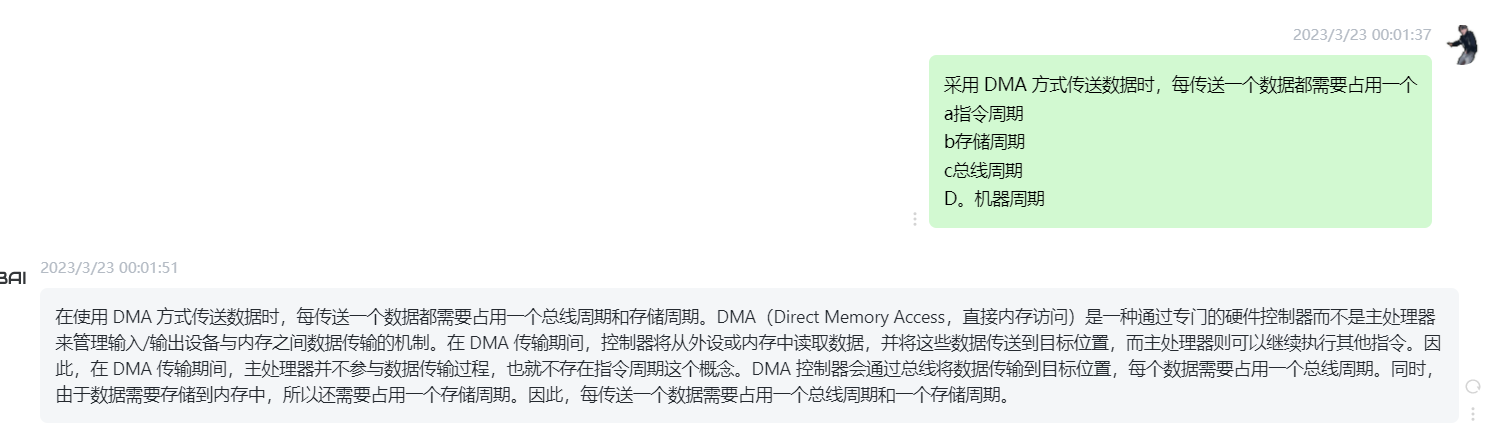 2023/3/23 00:01:37
采用 DMA 方式传送数据时，每传送一个数据都需要占用一个
a指令周期
b存储周期
c总线周期
D。机器周期
2023/3/23 00:01:51
BAI
在使用 DMA 方式传送数据时，每传送一个数据都需要占用一个总线周期和存储周期。DMA（Direct Memory Access，直接内存访问）是一种通过专门的硬件控制器而不是主处理器
来管理输入/输出设备与内存之间数据传输的机制。在 DMA 传输期间，控制器将从外设或内存中读取数据，并将这些数据传送到目标位置，而主处理器则可以继续执行其他指令。因
此，在 DMA 传输期间，主处理器并不参与数据传输过程，也就不存在指令周期这个概念。DMA 控制器会通过总线将数据传输到目标位置，每个数据需要占用一个总线周期。同时，
由于数据需要存储到内存中，所以还需要占用一个存储周期。因此，每传送一个数据需要占用一个总线周期和一个存储周期。